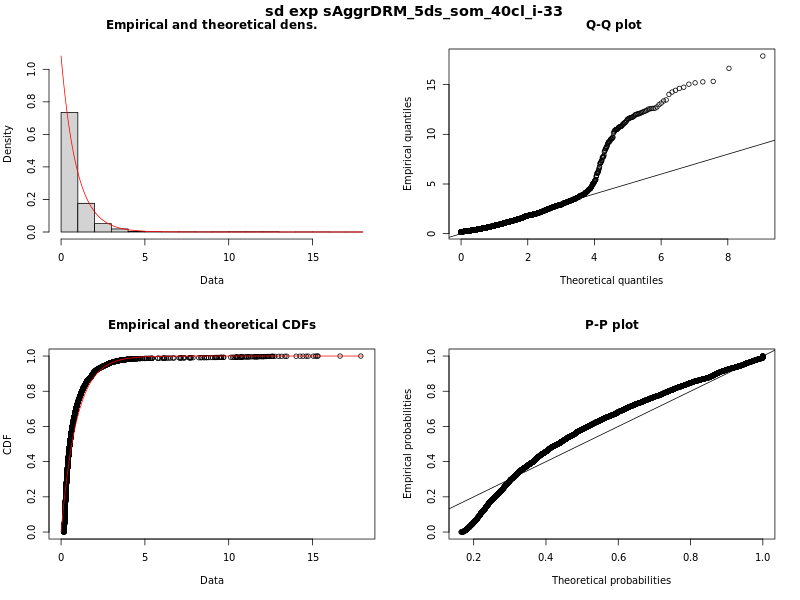 sd exp sAggrDRM_5ds_som_40cl_i-33
Empirical and theoretical dens.
Density
0.0 0.2 0.4 0.6 0.8 1.0
0 5 10 15
Data
Q-Q plot
Empirical quantiles
0 5 10 15
0 2 4 6 8
Theoretical quantiles
Empirical and theoretical CDFs
CDF
0.0 0.2 0.4 0.6 0.8 1.0
0 5 10 15
Data
P-P plot
Empirical probabilities
0.0 0.2 0.4 0.6 0.8 1.0
0.2 0.4 0.6 0.8 1.0
Theoretical probabilities